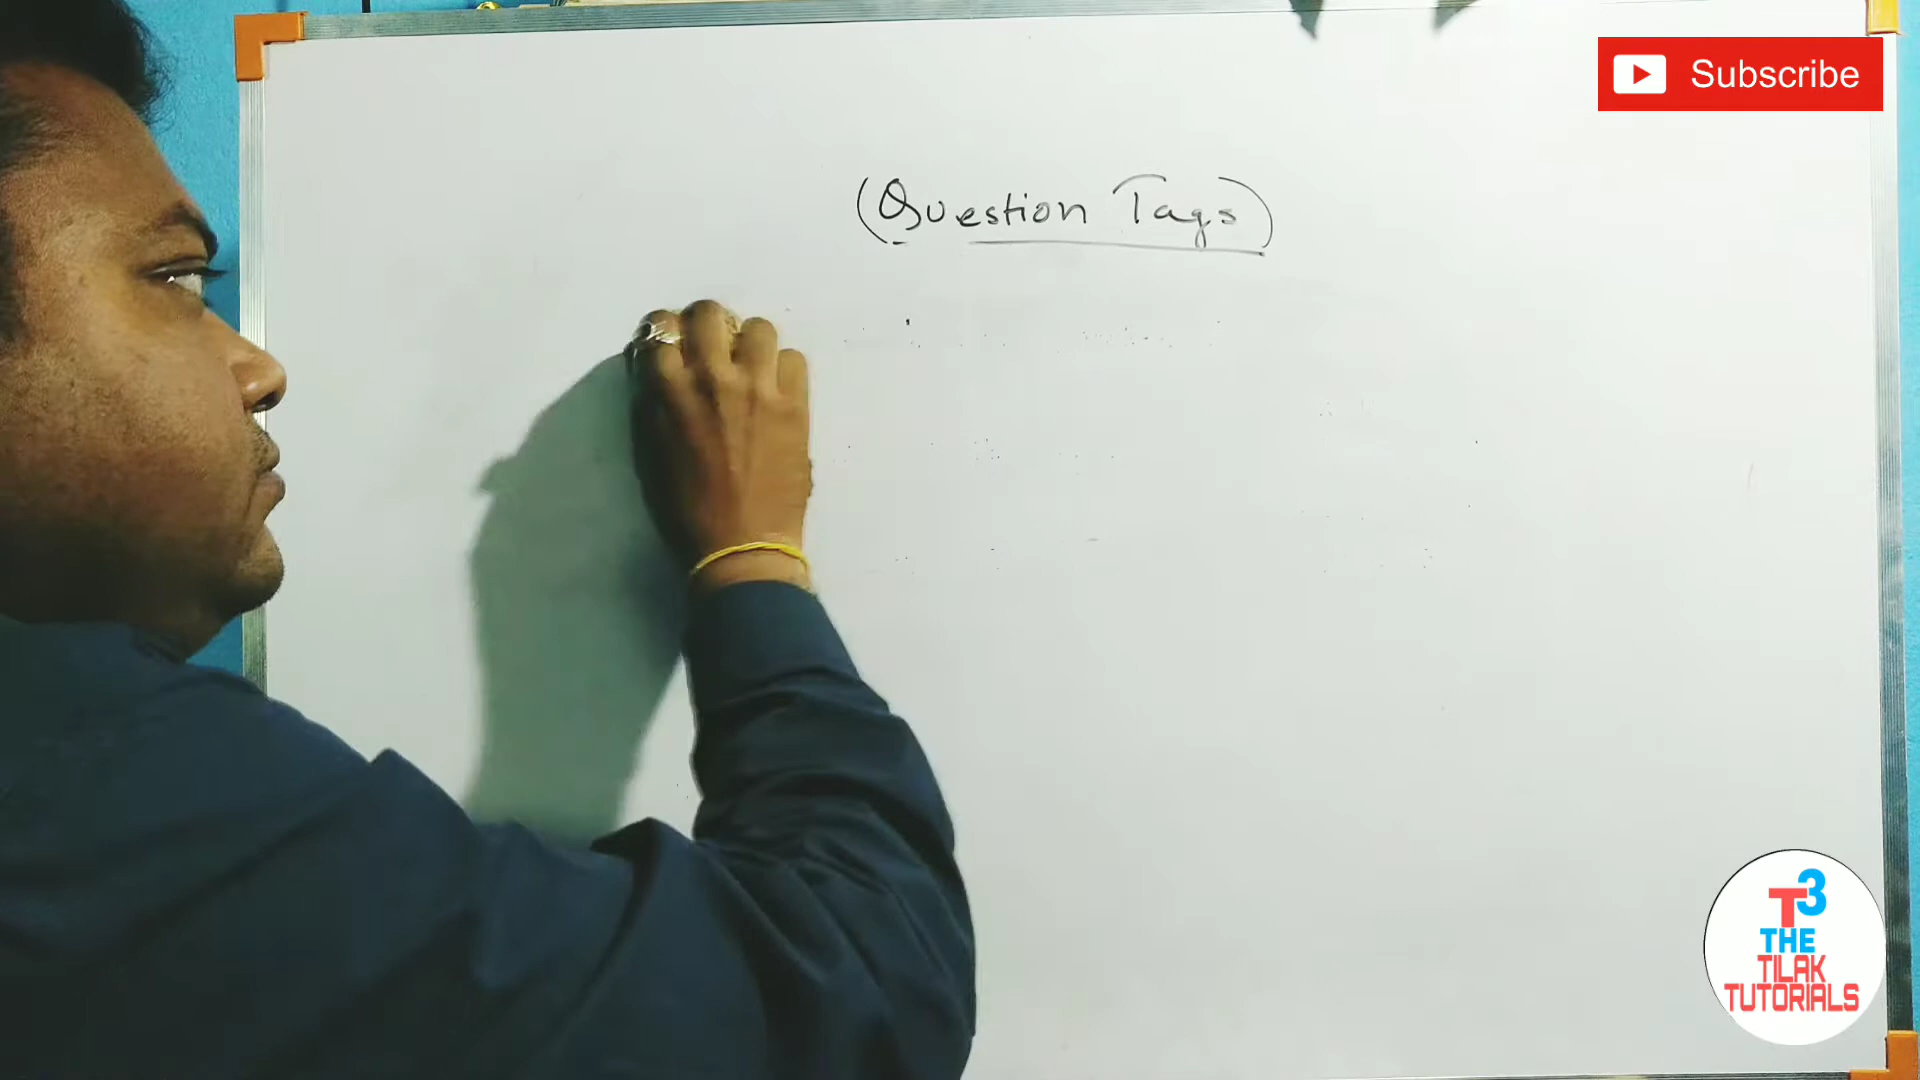 Subscribe
(Question Tags)
T3
THE
TILAK
TUTORIALS